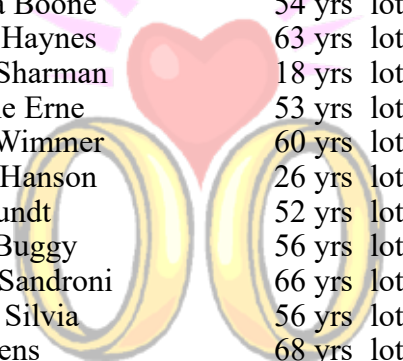 a Boone 54 yrs lot
Haynes 63 yrs lot
Sharman 18 yrs lot
e Erne 53 yrs lot
Wimmer 60 yrs lot
Hanson 26 yrs lot
undt 52 yrs lot
Buggy 56 yrs lot
Sandroni 66 yrs lot
Silvia 56 yrs lot
ens 68 yrs lot